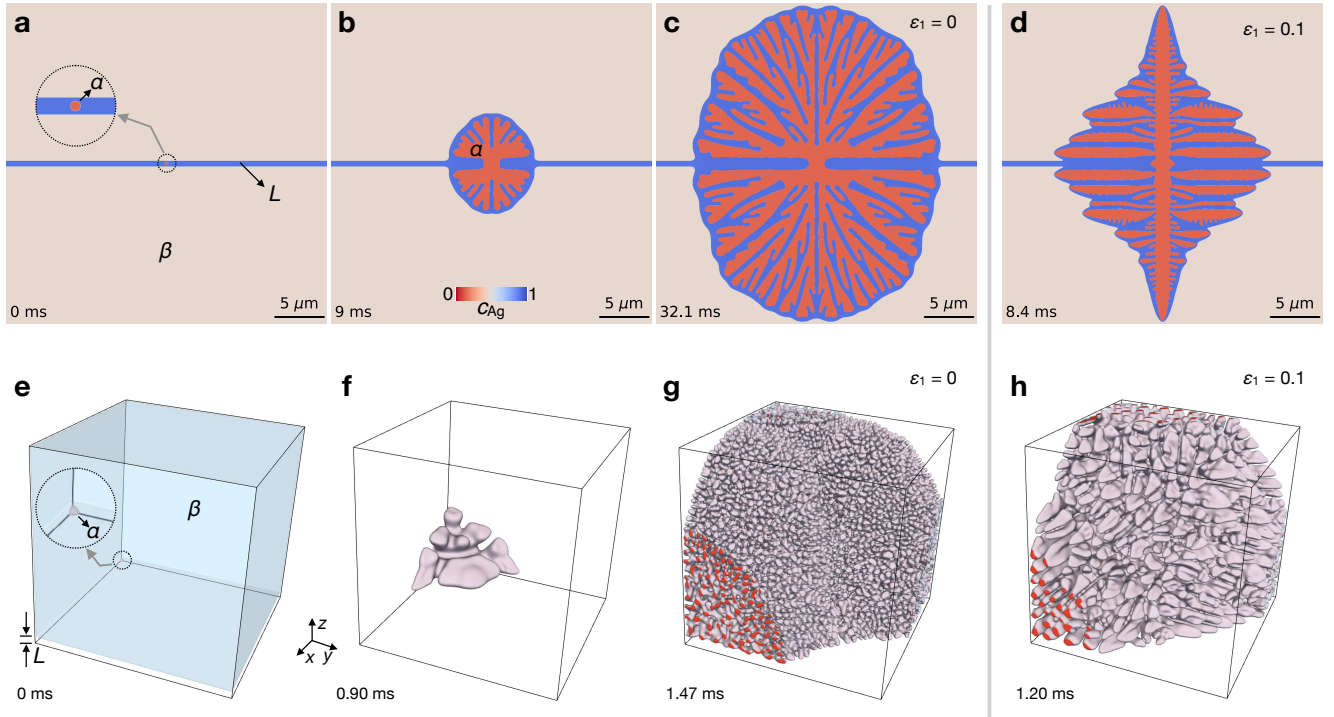 a
α
L
β
0 ms
5 μm
b
α
0 1
cAg
9 ms
5 μm
c
ε₁ = 0
32.1 ms
5 μm
d
ε₁ = 0.1
8.4 ms
5 μm
e
β
α
L
0 ms
z
x y
f
0.90 ms
g
ε₁ = 0
1.47 ms
h
ε₁ = 0.1
1.20 ms